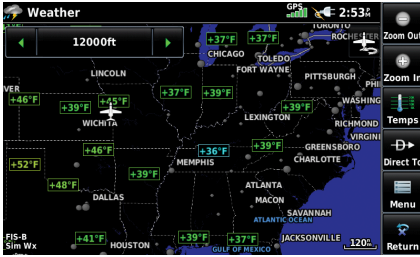 Weather
GPS
2:53 PM
12000ft
+37°F
+37°F
TORONTO
ROCHESTER
Zoom Out
CHICAGO
TOLEDO
FORT WAYNE
LINCOLN
PITTSBURGH
Zoom In
+46°F
+39°F
+45°F
+37°F
+39°F
+39°F
WASHING
WICHITA
LEXINGTON
RICHMOND
Temps
VIRGINI
+46°F
+36°F
+39°F
GREENSBORO
+52°F
MEMPHIS
CHARLOTTE
Direct To
+48°F
+39°F
ATLANTA
DALLAS
MACON
SAVANNAH
Menu
ATLANTIC OCEAN
FIS-B
Sim Wx
+41°F
HOUSTON
+39°F
+37°F
JACKSONVILLE
GULF OF MEXICO
120
Return